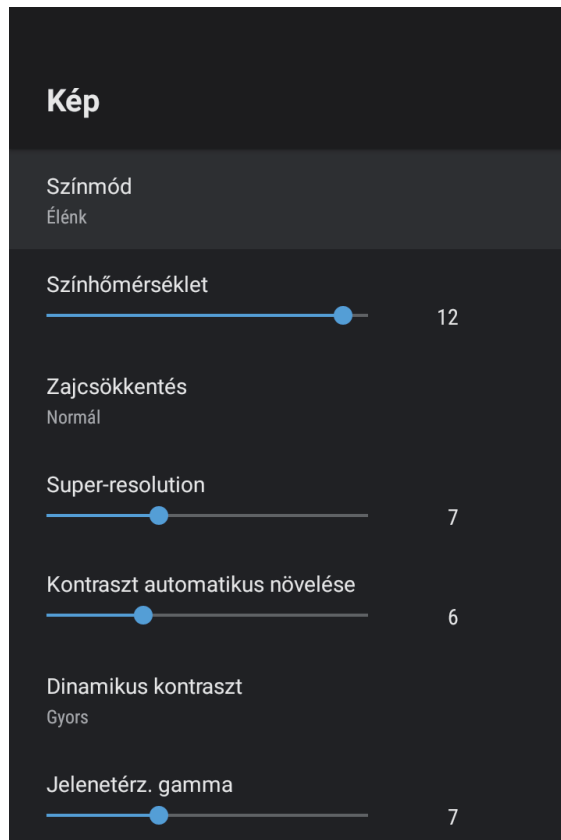 Kép
Színmód
Élénk
Színhőmérséklet
12
Zajcsökkentés
Normál
Super-resolution
7
Kontraszt automatikus növelése
6
Dinamikus kontraszt
Gyors
Jelenetérz. gamma
7